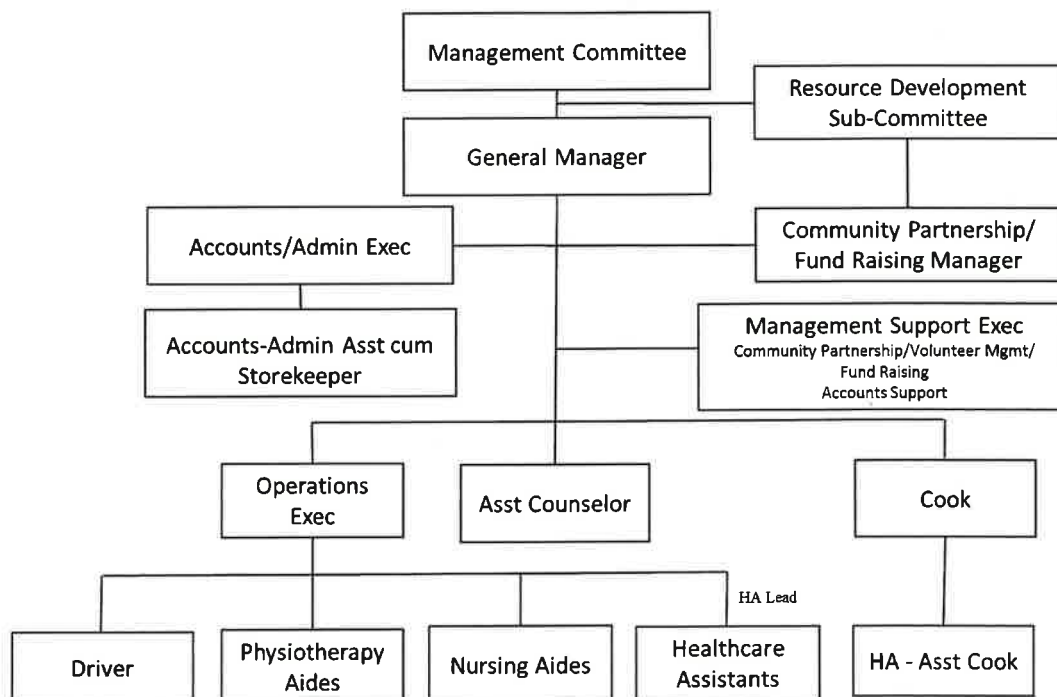 Management Committee
Resource Development
Sub-Committee
General Manager
Accounts/Admin Exec
Community Partnership/
Fund Raising Manager
Accounts-Admin Asst cum
Storekeeper
Management Support Exec
Community Partnership/Volunteer Mgmt/
Fund Raising
Accounts Support
Operations
Exec
Asst Counselor
Cook
HA Lead
Driver
Physiotherapy
Aides
Nursing Aides
Healthcare
Assistants
HA - Asst Cook